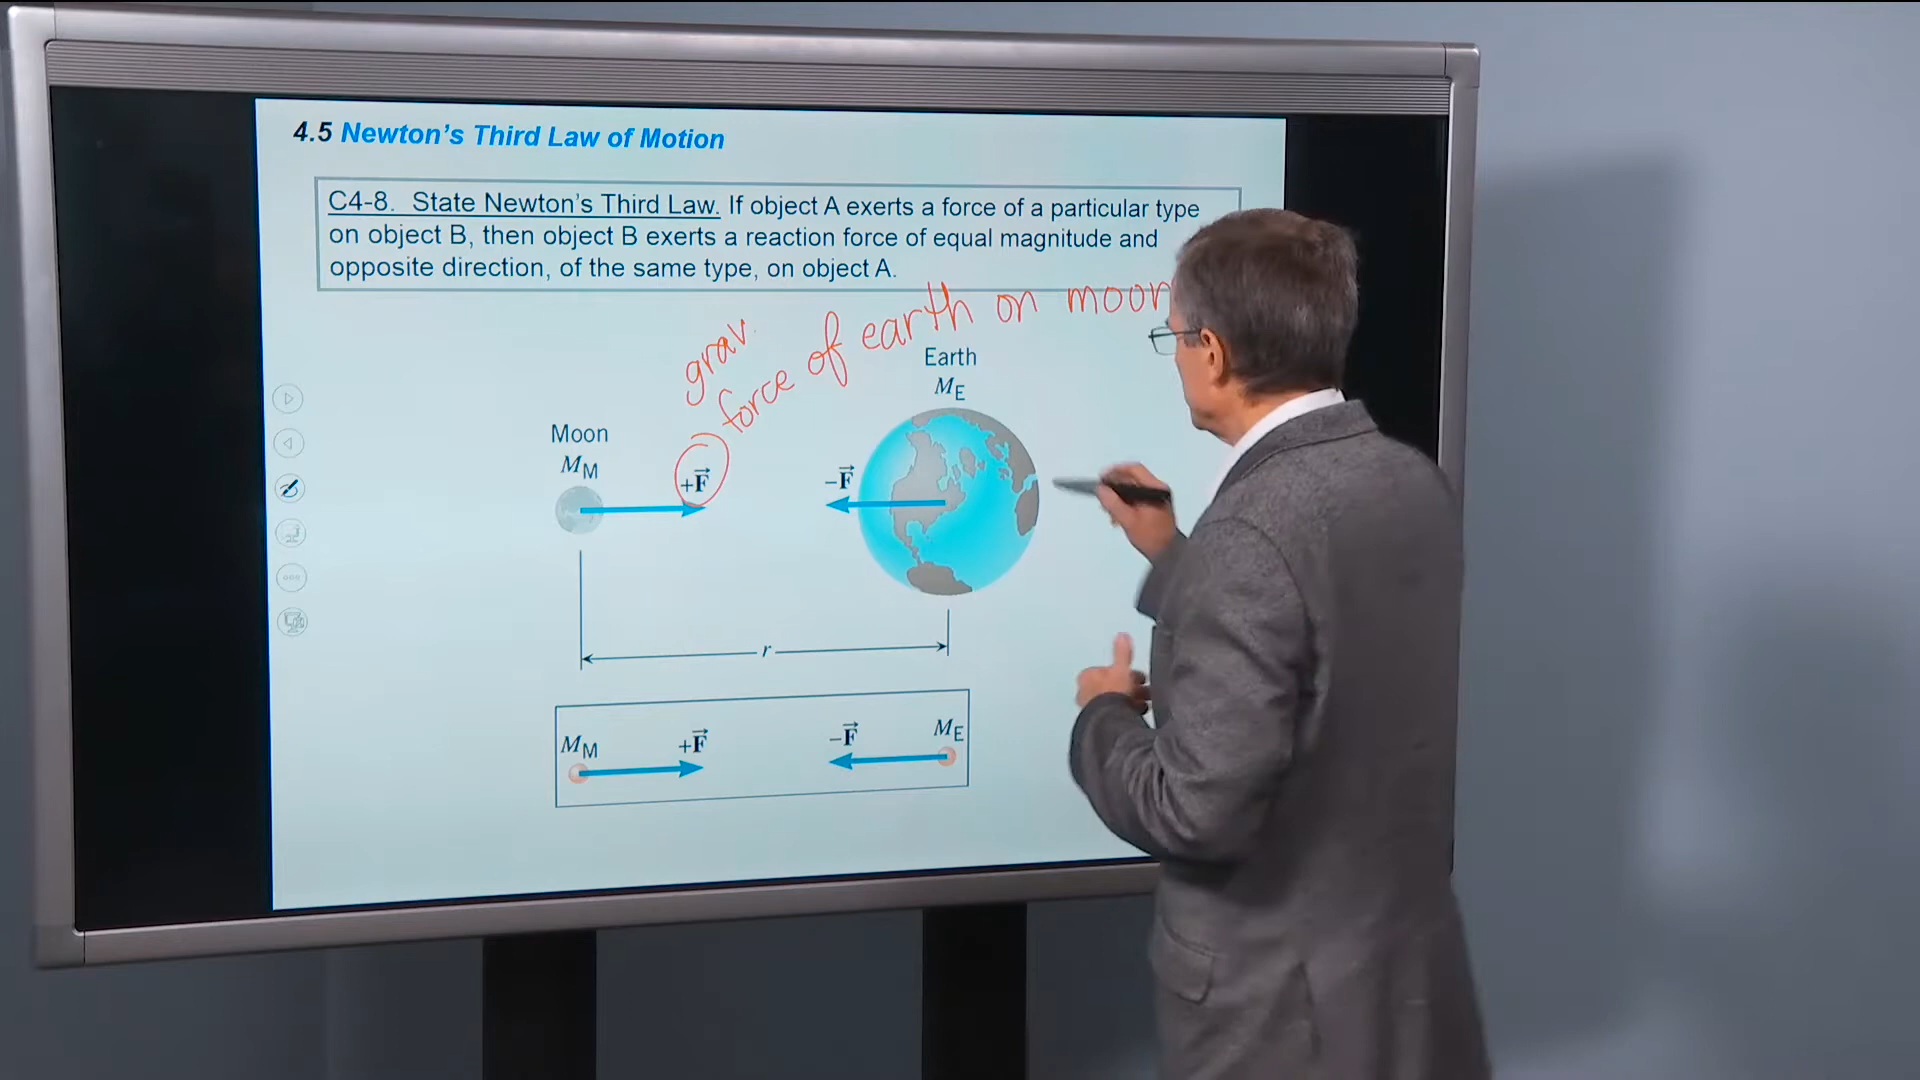 4.5 Newton's Third Law of Motion
C4-8. State Newton's Third Law. If object A exerts a force of a particular type
on object B, then object B exerts a reaction force of equal magnitude and
opposite direction, of the same type, on object A.
grav.
force of earth on moon
Earth
ME
Moon
MM
+F⃗
−F⃗
r
MM
+F⃗
−F⃗
ME